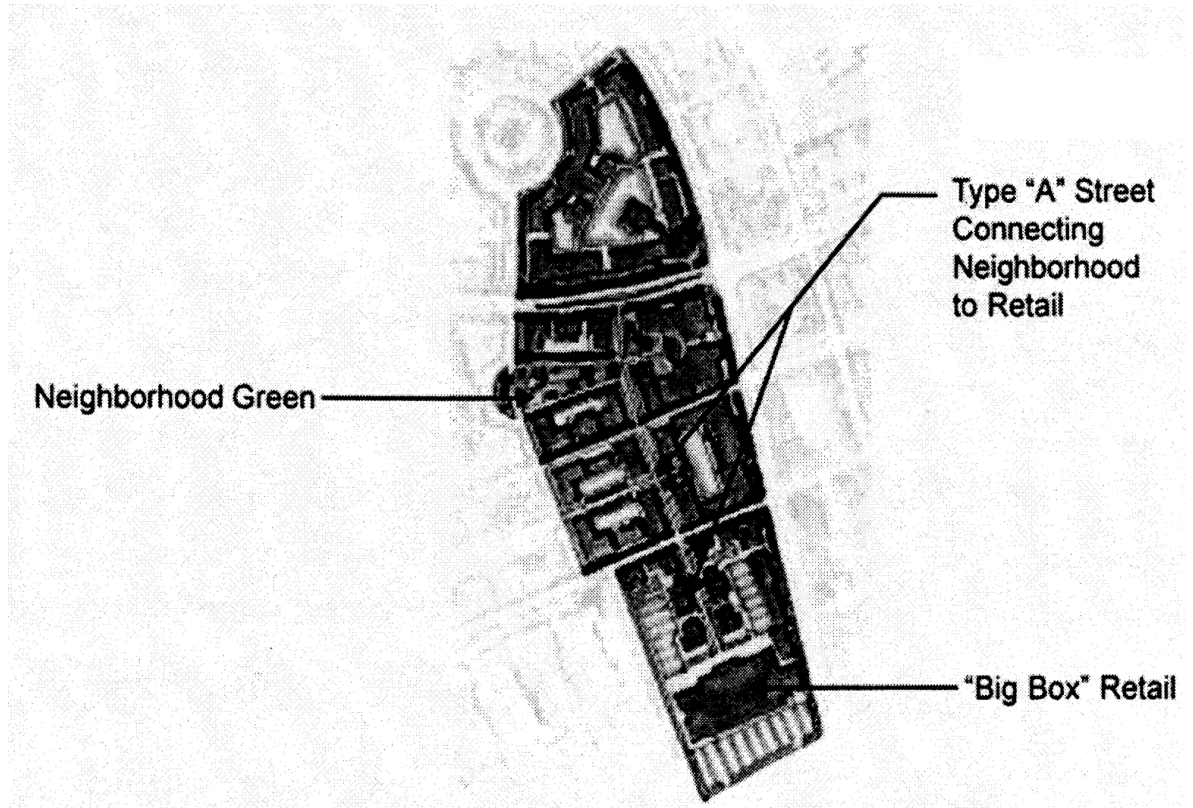 Type “A” Street
Connecting
Neighborhood
to Retail
Neighborhood Green
“Big Box” Retail